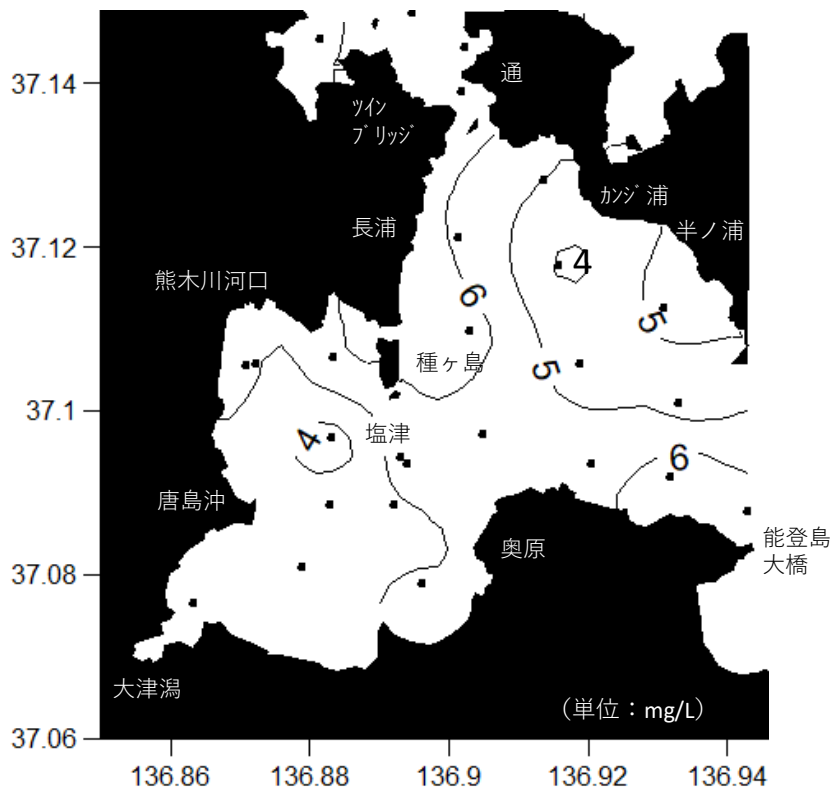 37.14
通
ﾂｲﾝ
ﾌﾞﾘｯｼﾞ
ｶﾝｼﾞ浦
長浦
半ノ浦
37.12
4
熊木川河口
6
5
種ヶ島
5
37.1
4
塩津
6
唐島沖
奥原
能登島
大橋
37.08
大津潟
（単位：mg/L）
37.06
136.86
136.88
136.9
136.92
136.94